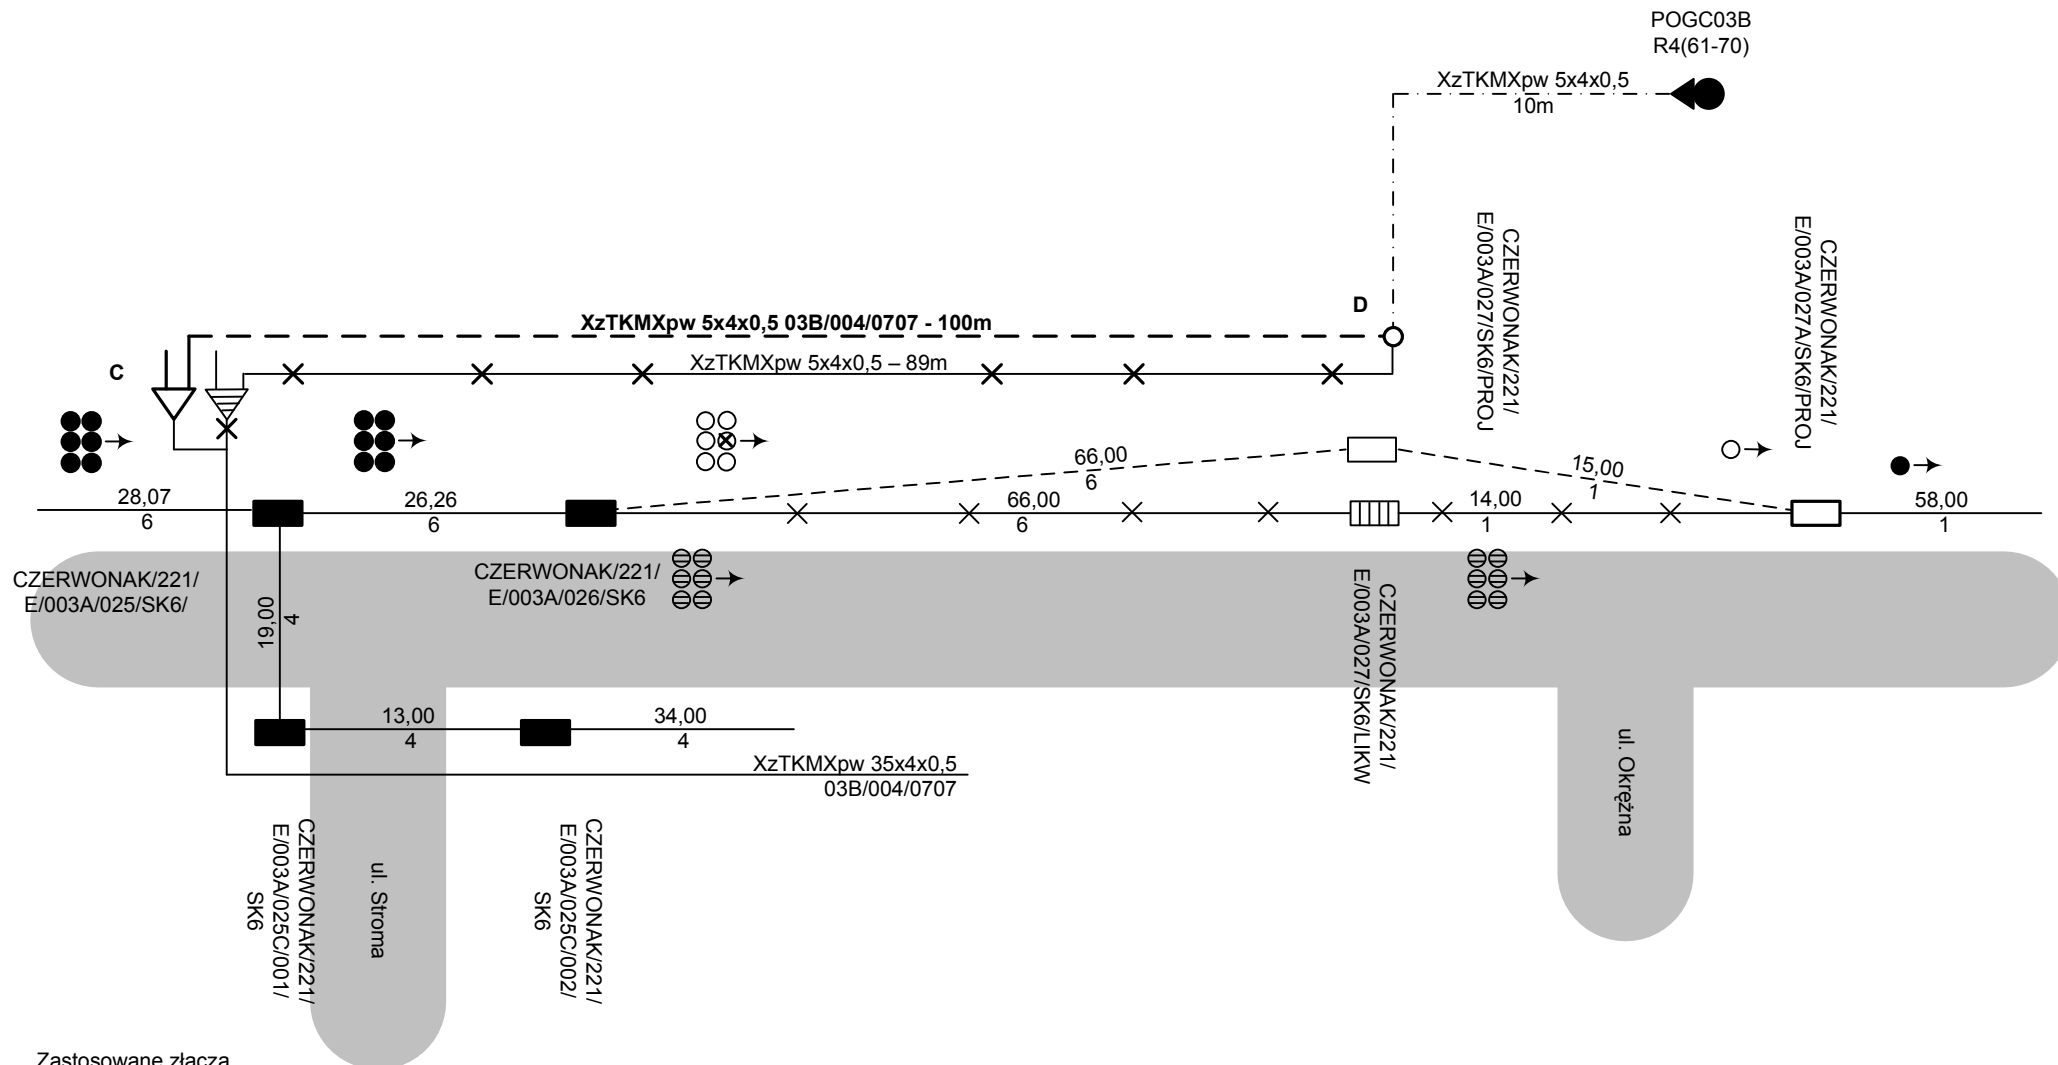 POGC03B
R4(61-70)
XzTKMXpw 5x4x0,5
10m
CZERWONAK/221/
E/003A/027/SK6/PROJ
CZERWONAK/221/
E/003A/027A/SK6/PROJ
D
XzTKMXpw 5x4x0,5 03B/004/0707 - 100m
C
XzTKMXpw 5x4x0,5 – 89m
66,00
6
15,00
1
28,07
6
26,26
6
66,00
6
14,00
1
58,00
1
CZERWONAK/221/
E/003A/025/SK6/
CZERWONAK/221/
E/003A/026/SK6
19,00
4
CZERWONAK/221/
E/003A/027/SK6/LIKW
13,00
4
34,00
4
XzTKMXpw 35x4x0,5
03B/004/0707
ul. Okrężna
CZERWONAK/221/
E/003A/025C/001/
SK6
ul. Stroma
CZERWONAK/221/
E/003A/025C/002/
SK6
Zastosowane złącza